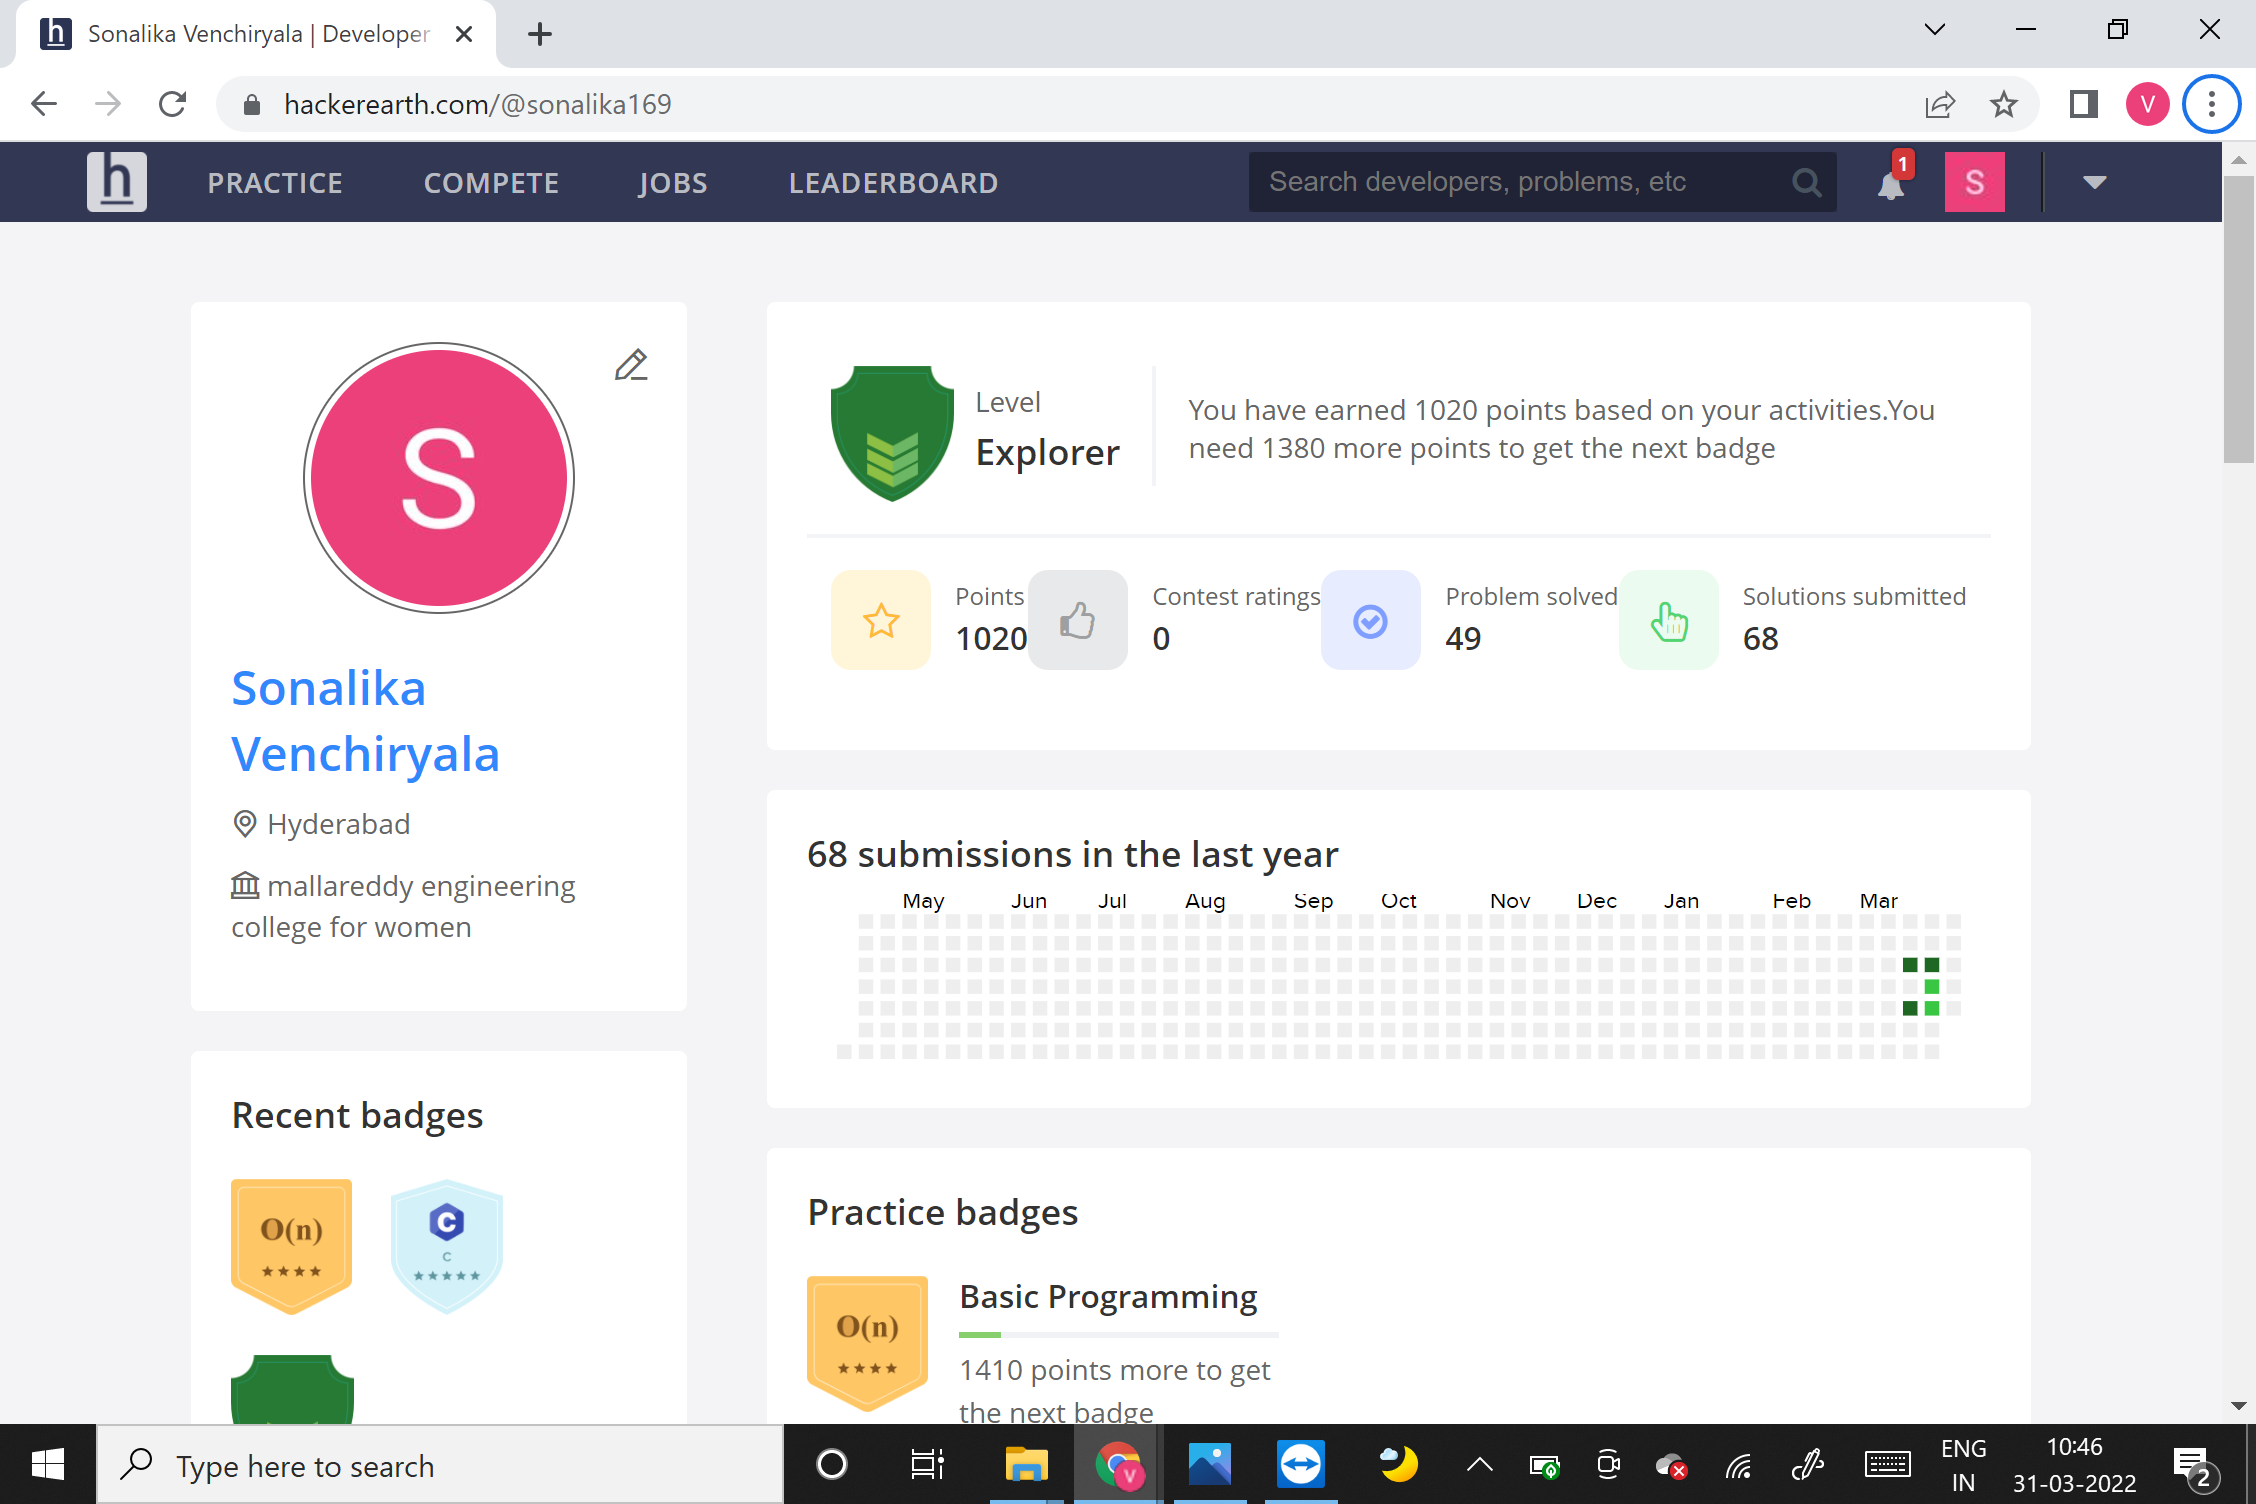 Sonalika Venchiryala | Developer
hackerearth.com/@sonalika169
V
h
PRACTICE
COMPETE
JOBS
LEADERBOARD
Search developers, problems, etc
1
S
S
Sonalika
Venchiryala
Hyderabad
mallareddy engineering
college for women
Recent badges
O(n)
C
C
Level
Explorer
You have earned 1020 points based on your activities.You
need 1380 more points to get the next badge
Points
1020
Contest ratings
0
Problem solved
49
Solutions submitted
68
68 submissions in the last year
May Jun Jul Aug Sep Oct Nov Dec Jan Feb Mar
Practice badges
O(n)
Basic Programming
1410 points more to get
the next badge
Type here to search
V
ENG
IN
10:46
31-03-2022
2